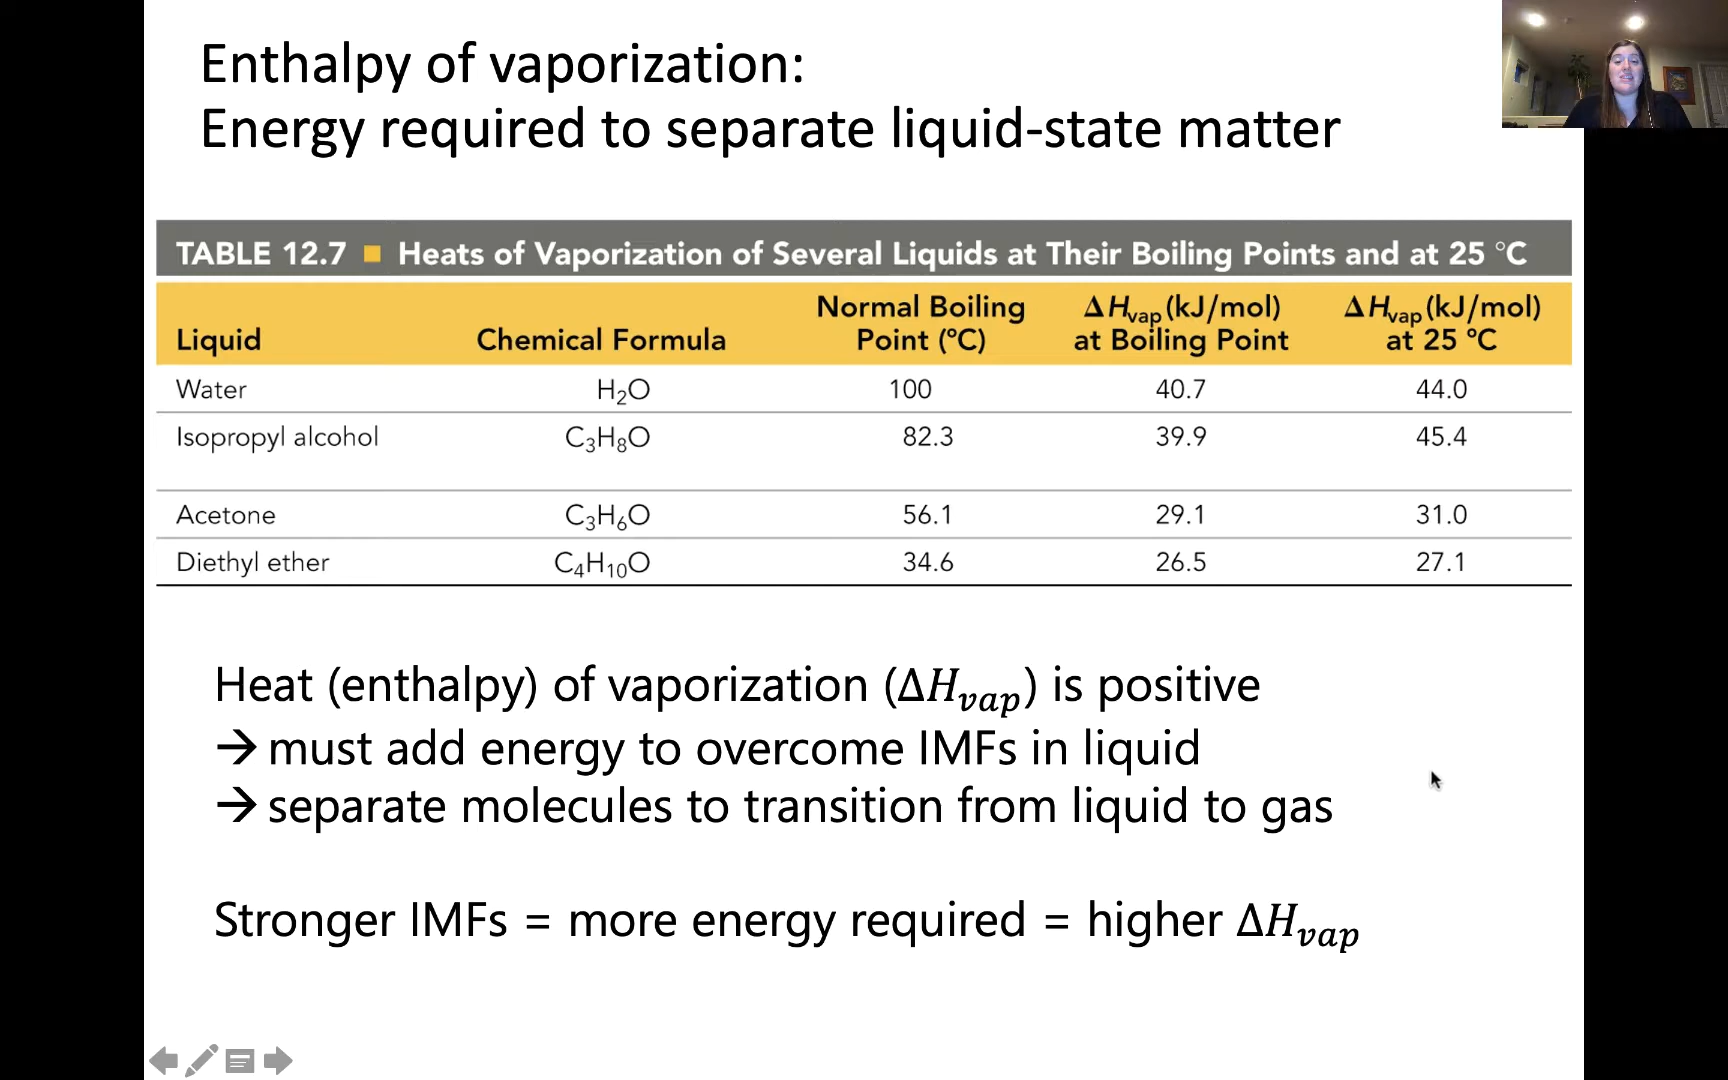 Enthalpy of vaporization:
Energy required to separate liquid-state matter
TABLE 12.7 ■ Heats of Vaporization of Several Liquids at Their Boiling Points and at 25 °C
Liquid Chemical Formula Normal Boiling Point (°C) ΔHvap (kJ/mol) at Boiling Point ΔHvap (kJ/mol) at 25 °C
Water H₂O 100 40.7 44.0
Isopropyl alcohol C₃H₈O 82.3 39.9 45.4
Acetone C₃H₆O 56.1 29.1 31.0
Diethyl ether C₄H₁₀O 34.6 26.5 27.1
Heat (enthalpy) of vaporization (ΔHvap) is positive
→ must add energy to overcome IMFs in liquid
→ separate molecules to transition from liquid to gas
Stronger IMFs = more energy required = higher ΔHvap